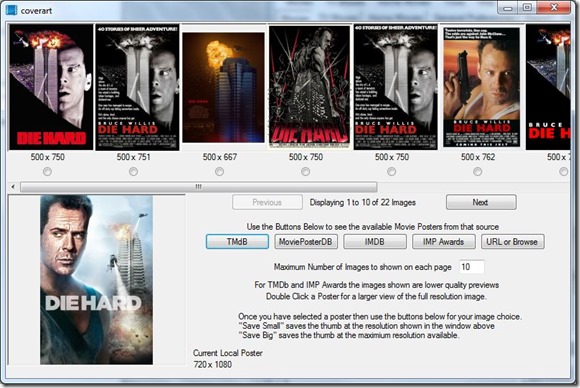 coverart
DIE HARD
40 STORIES OF SHEER ADVENTURE!
BRUCE WILLIS
DIE HARD
DIE HARD
40 STORIES OF SHEER ADVENTURE!
BRUCE WILLIS
DIE HARD
BRUCE WILLIS
DIE HARD
BRUCE W
DIE
500 x 750
500 x 751
500 x 667
500 x 750
500 x 750
500 x 762
500 x 7
Previous
Displaying 1 to 10 of 22 Images
Next
Use the Buttons Below to see the available Movie Posters from that source
TMdB
MoviePosterDB
IMDB
IMP Awards
URL or Browse
Maximum Number of Images to shown on each page
10
For TMDb and IMP Awards the images shown are lower quality previews
Double Click a Poster for a larger view of the full resolution image.
DIE HARD
Once you have selected a poster then use the buttons below for your image choice.
"Save Small" saves the thumb at the resolution shown in the window above
"Save Big" saves the thumb at the maximium resolution available.
Current Local Poster
720 x 1080